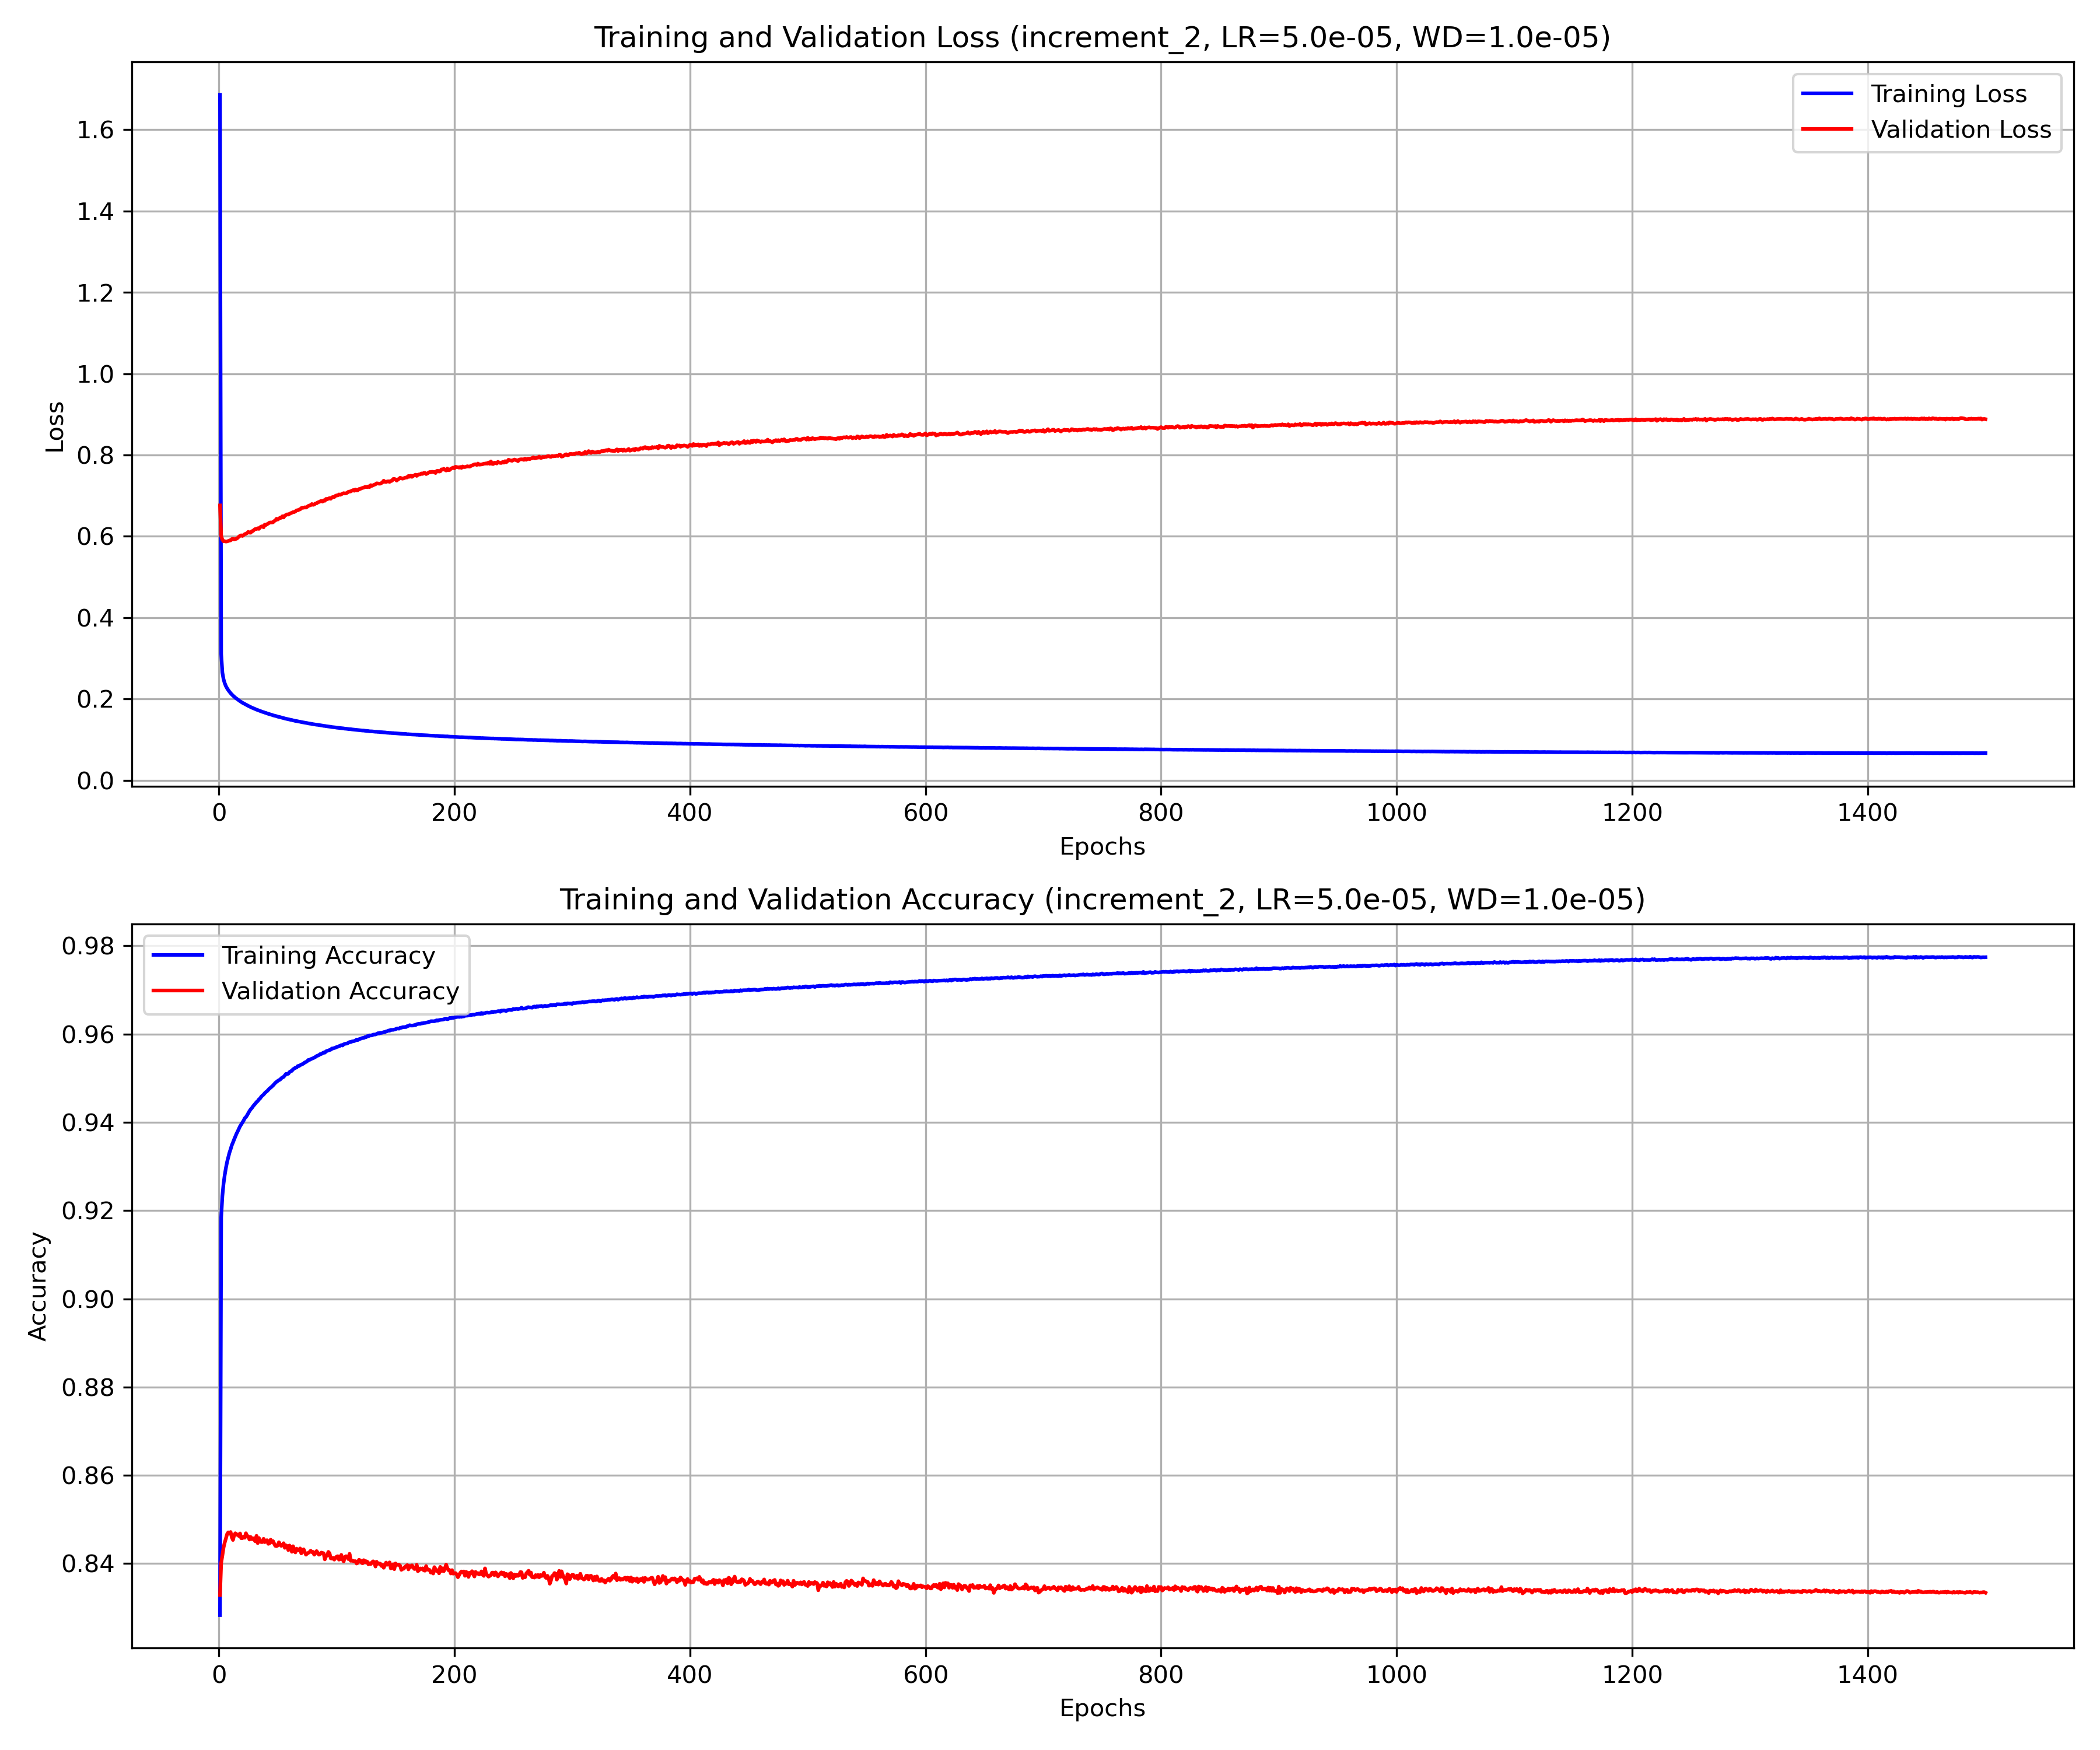 Training and Validation Loss (increment_2, LR=5.0e-05, WD=1.0e-05)
Training Loss
Validation Loss
Loss
1.6
1.4
1.2
1.0
0.8
0.6
0.4
0.2
0.0
0 200 400 600 800 1000 1200 1400
Epochs
Training and Validation Accuracy (increment_2, LR=5.0e-05, WD=1.0e-05)
Training Accuracy
Validation Accuracy
Accuracy
0.98
0.96
0.94
0.92
0.90
0.88
0.86
0.84
0 200 400 600 800 1000 1200 1400
Epochs